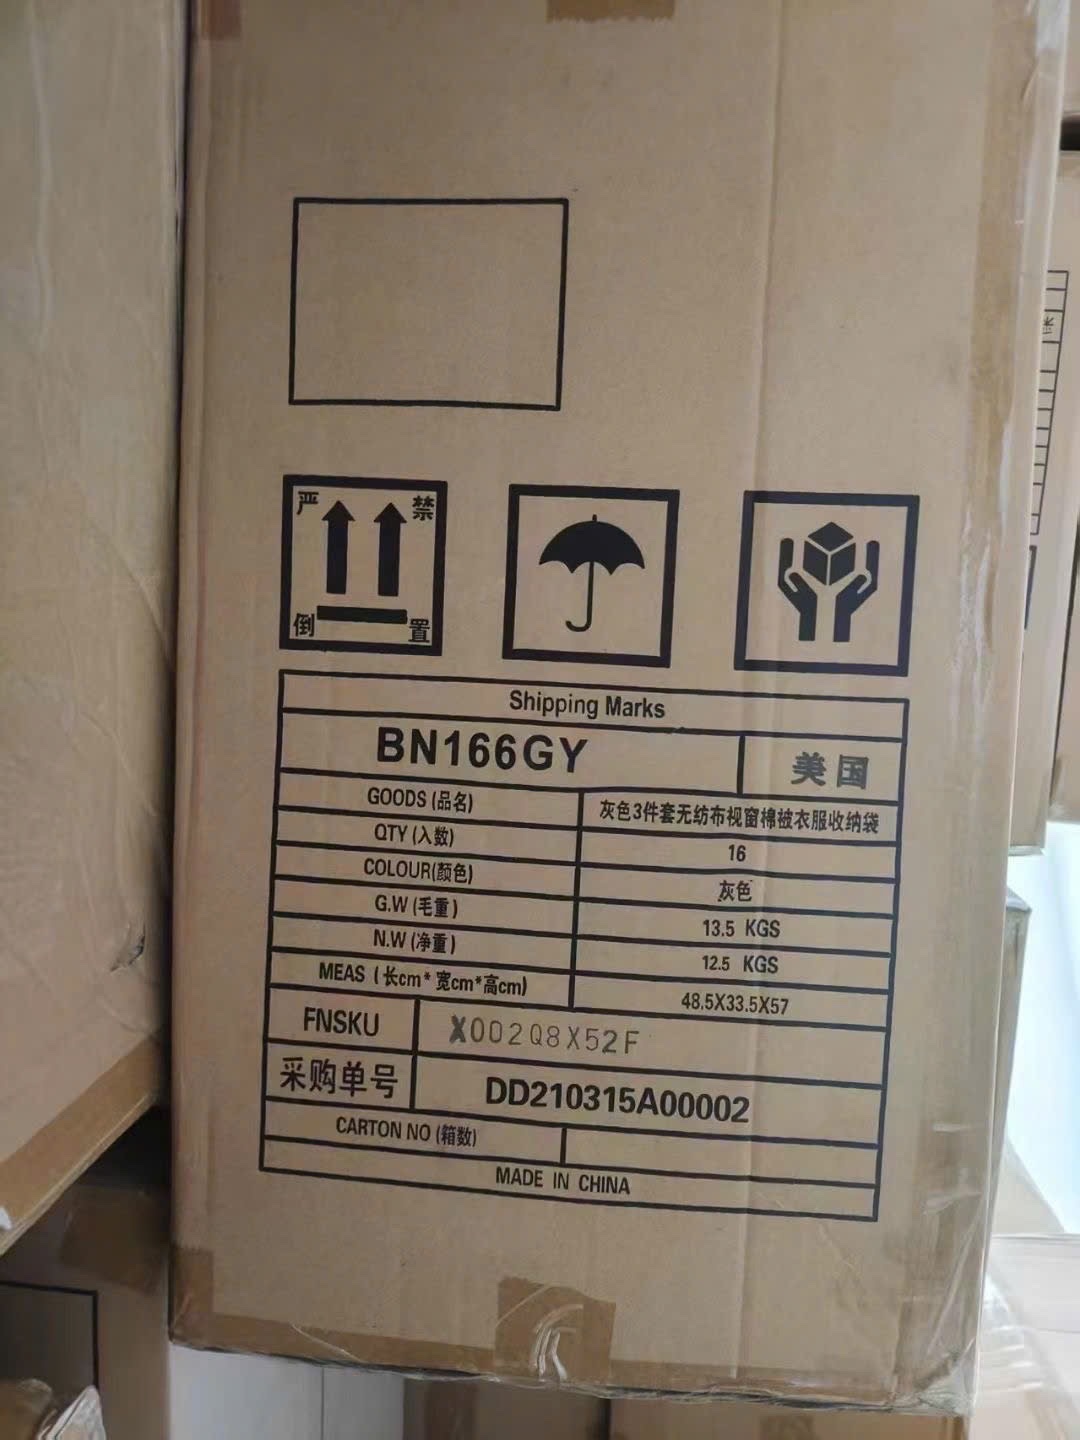 严 禁
倒 置
Shipping Marks
BN166GY 美国
GOODS (品名) 灰色3件套无纺布视窗棉被衣服收纳袋
QTY (入数) 16
COLOUR(颜色) 灰色
G.W (毛重) 13.5 KGS
N.W (净重) 12.5 KGS
MEAS (长cm*宽cm*高cm) 48.5X33.5X57
FNSKU X002Q8X52F
采购单号 DD210315A00002
CARTON NO (箱数)
MADE IN CHINA